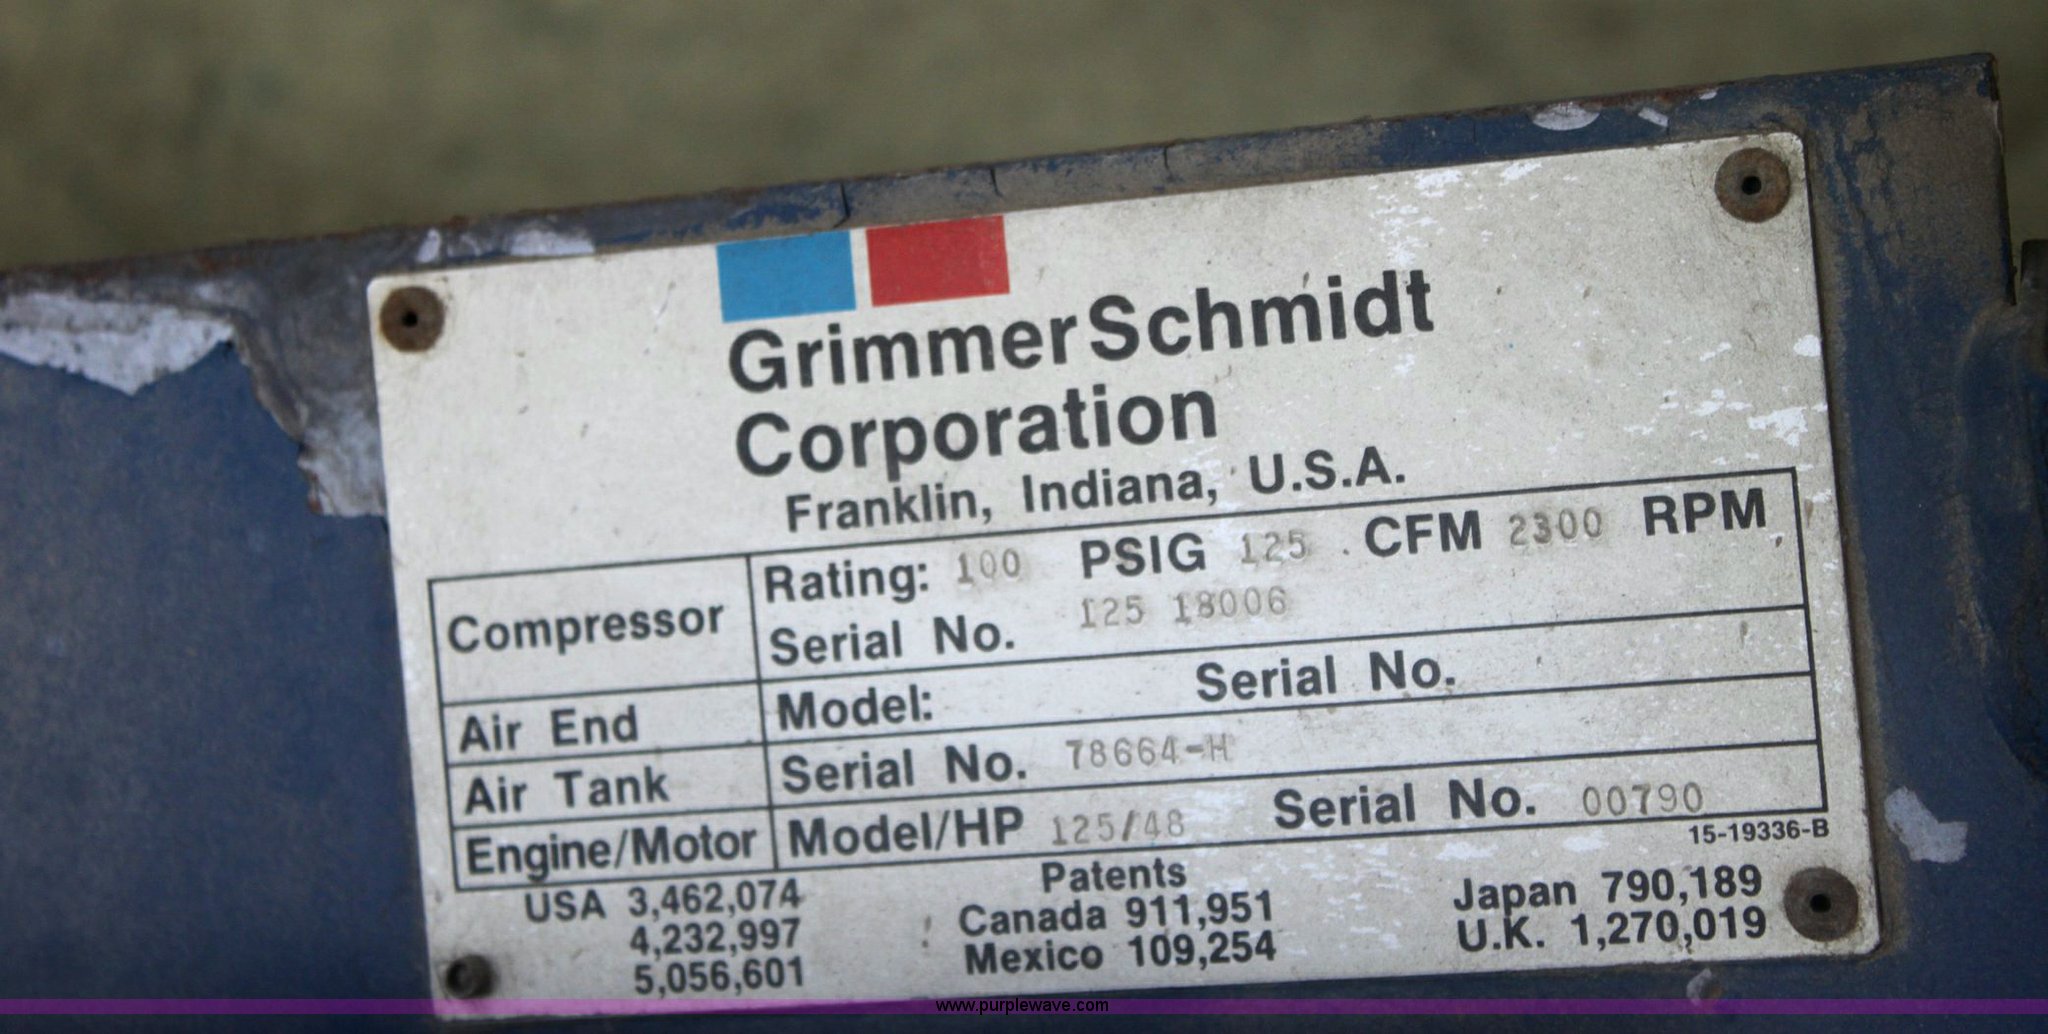 GrimmerSchmidt
Corporation
Franklin, Indiana, U.S.A.
Compressor
Rating: 100 PSIG 125 CFM 2300 RPM
Serial No. 125 18006
Air End Model: Serial No.
Air Tank Serial No. 78664-H
Engine/Motor Model/HP 125/48 Serial No. 00790
15-19336-B
Patents
USA 3,462,074
4,232,997
5,056,601
Canada 911,951
Mexico 109,254
Japan 790,189
U.K. 1,270,019
www.purplewave.com